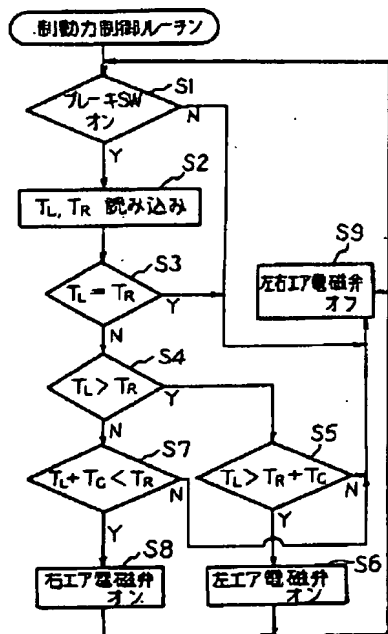 制動力制御ルーチン
S1
ブレーキSW
オン
N
Y
S2
TL, TR 読み込み
S3
S9
TL = TR
Y
左右エア電磁弁
オフ
N
S4
TL > TR
Y
N
S7
S5
TL + TC < TR
N
TL > TR + TC
N
Y
Y
S8
S6
右エア電磁弁
オン
左エア電磁弁
オン